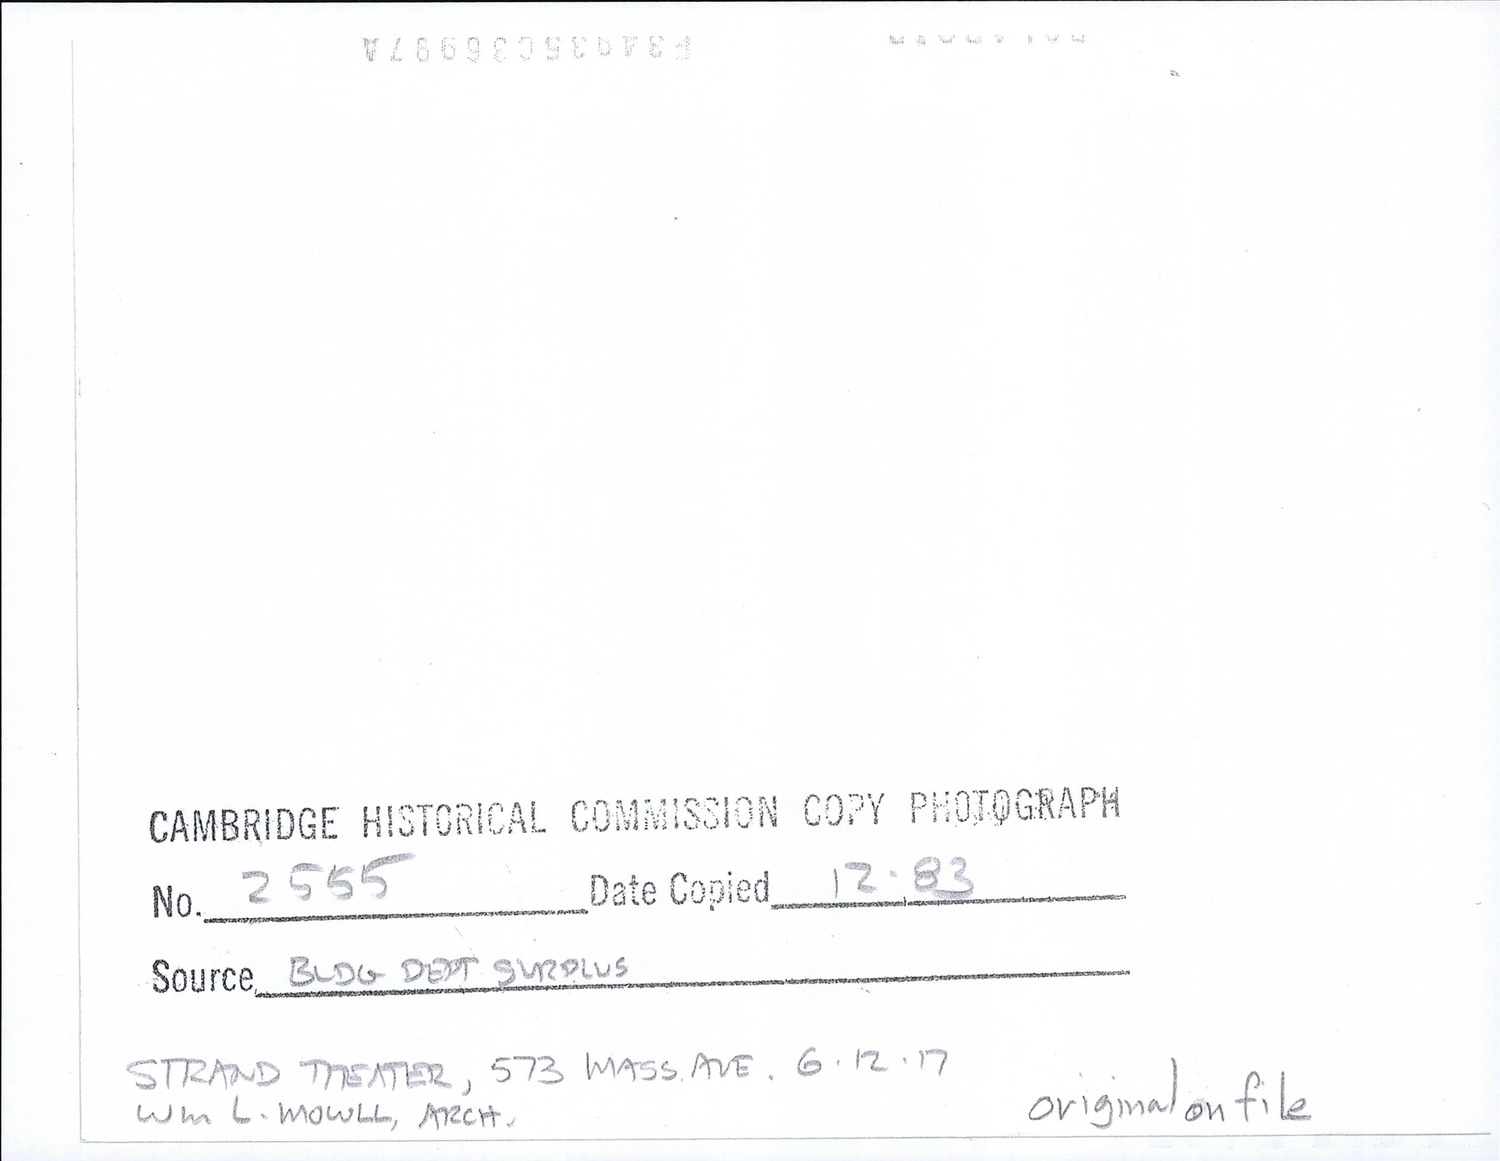 CAMBRIDGE HISTORICAL COMMISSION COPY PHOTOGRAPH
No. 2565 Date Copied 12.83
Source BLDG DEPT SURPLUS
STRAND THEATER, 573 MASS. AVE. 6.12.17
Wm L. MOWLL, ARCH.
original on file